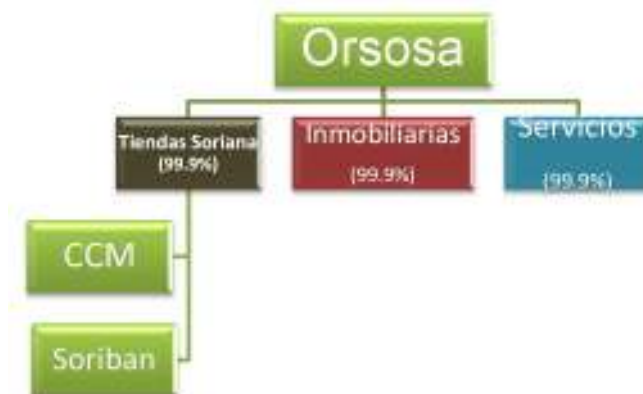 Orsosa
Tiendas Soriana
(99.9%)
Inmobiliarias
(99.9%)
Servicios
(99.9%)
CCM
Soriban